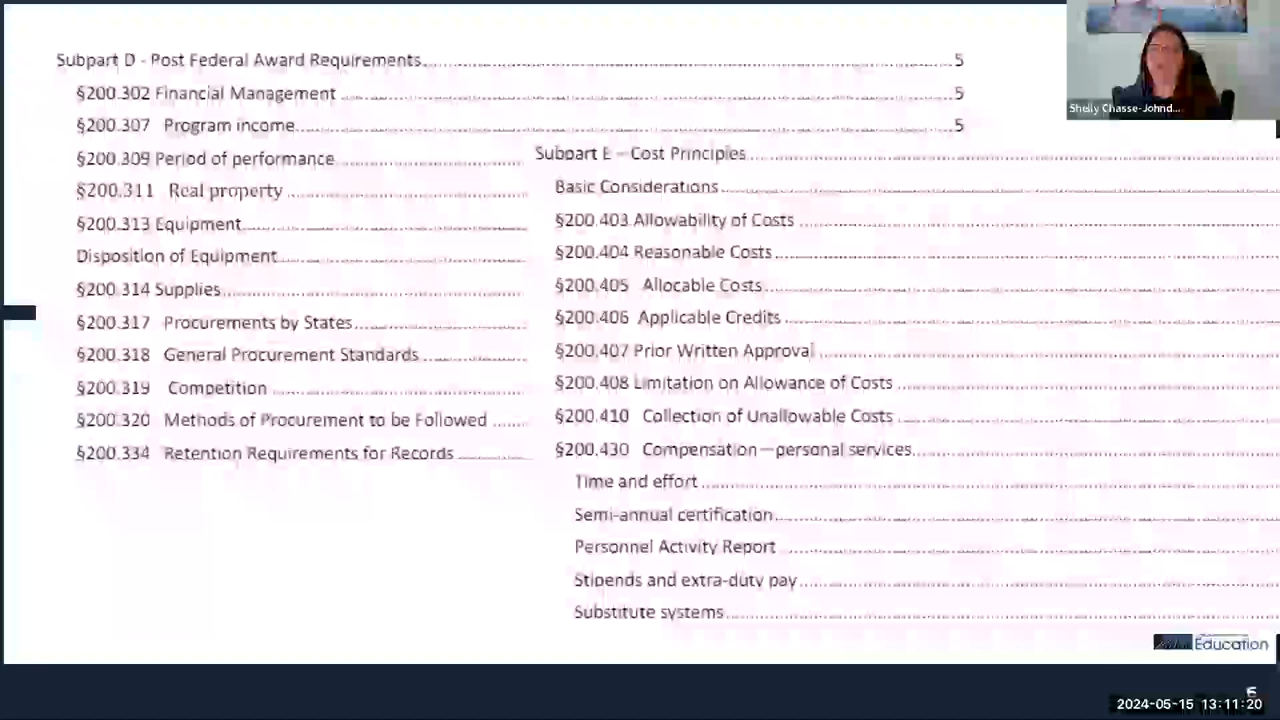 Subpart D - Post Federal Award Requirements 5
§200.302 Financial Management 5
§200.307 Program income 5
§200.309 Period of performance
§200.311 Real property
§200.313 Equipment
Disposition of Equipment
§200.314 Supplies
§200.317 Procurements by States
§200.318 General Procurement Standards
§200.319 Competition
§200.320 Methods of Procurement to be Followed
§200.334 Retention Requirements for Records
Subpart E – Cost Principles
Basic Considerations
§200.403 Allowability of Costs
§200.404 Reasonable Costs
§200.405 Allocable Costs
§200.406 Applicable Credits
§200.407 Prior Written Approval
§200.408 Limitation on Allowance of Costs
§200.410 Collection of Unallowable Costs
§200.430 Compensation—personal services
Time and effort
Semi-annual certification
Personnel Activity Report
Stipends and extra-duty pay
Substitute systems
Shelly Chasse-Johnd...
Education
6
2024-05-15 13:11:20